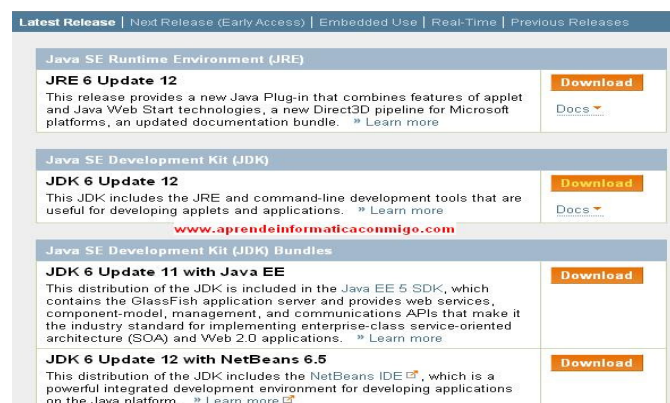 Latest Release | Next Release (Early Access) | Embedded Use | Real-Time | Previous Releases
Java SE Runtime Environment (JRE)
JRE 6 Update 12
Download
This release provides a new Java Plug-in that combines features of applet
and Java Web Start technologies, a new Direct3D pipeline for Microsoft
platforms, an updated documentation bundle. » Learn more
Docs
Java SE Development Kit (JDK)
JDK 6 Update 12
Download
This JDK includes the JRE and command-line development tools that are
useful for developing applets and applications. » Learn more
Docs
www.aprendeinformaticaconmigo.com
Java SE Development Kit (JDK) Bundles
JDK 6 Update 11 with Java EE
Download
This distribution of the JDK is included in the Java EE 5 SDK, which
contains the GlassFish application server and provides web services,
component-model, management, and communications APIs that make it
the industry standard for implementing enterprise-class service-oriented
architecture (SOA) and Web 2.0 applications. » Learn more
JDK 6 Update 12 with NetBeans 6.5
Download
This distribution of the JDK includes the NetBeans IDE, which is a
powerful integrated development environment for developing applications
on the Java platform. » Learn more